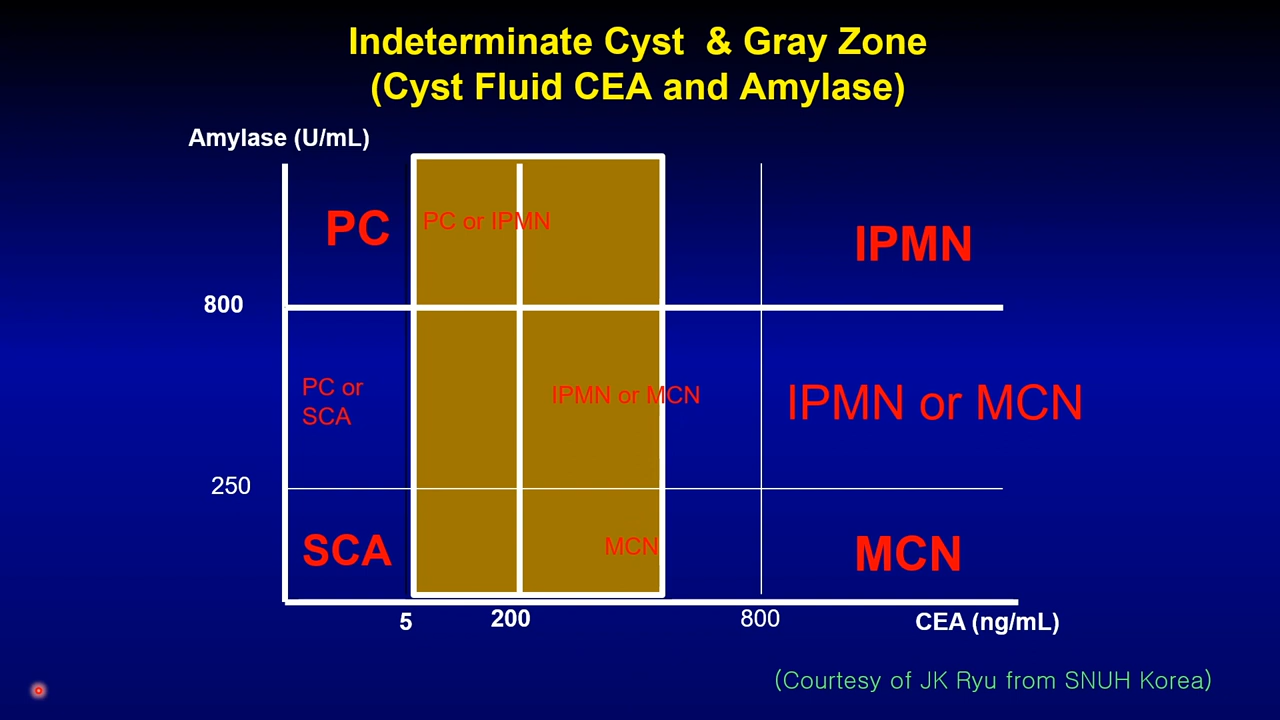 Indeterminate Cyst & Gray Zone
(Cyst Fluid CEA and Amylase)
Amylase (U/mL)
PC
PC or IPMN
IPMN
800
PC or
SCA
IPMN or MCN
IPMN or MCN
250
SCA
MCN
MCN
5
200
800
CEA (ng/mL)
(Courtesy of JK Ryu from SNUH Korea)